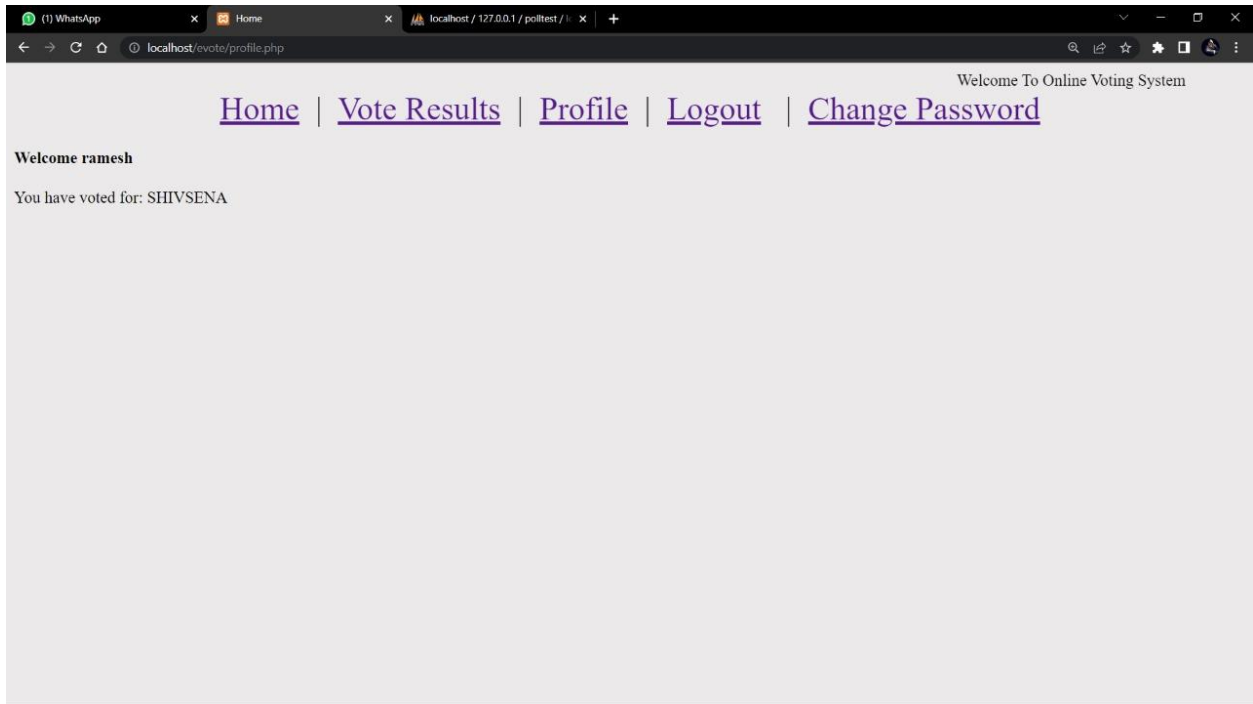 (1) WhatsApp
Home
localhost / 127.0.0.1 / polltest /
localhost/evote/profile.php
Welcome To Online Voting System
Home | Vote Results | Profile | Logout | Change Password
Welcome ramesh
You have voted for: SHIVSENA